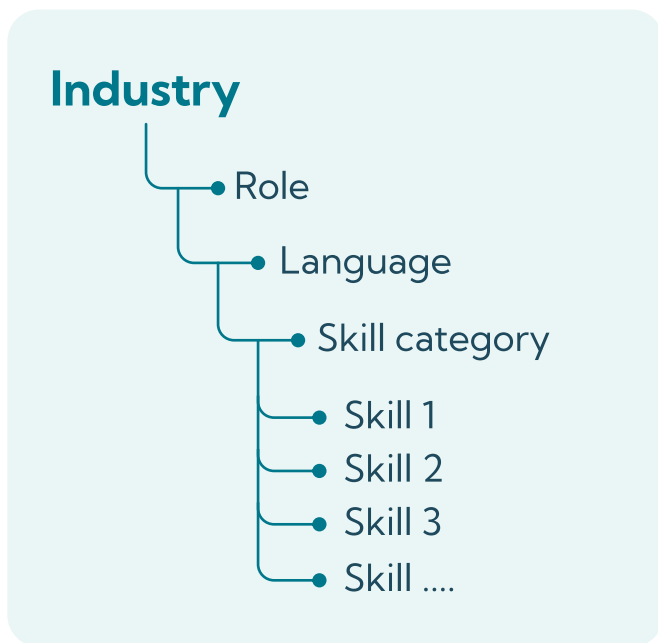 Industry
Role
Language
Skill category
Skill 1
Skill 2
Skill 3
Skill ....